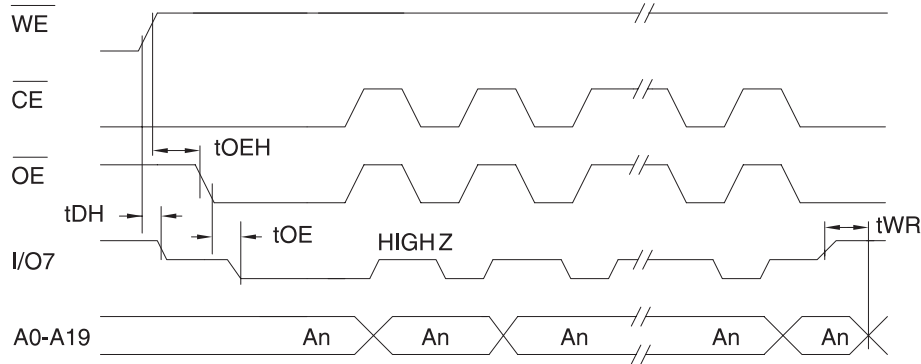 WE
CE
tOEH
OE
tDH
tOE
tWR
HIGH Z
I/O7
A0-A19
An
An
An
An
An